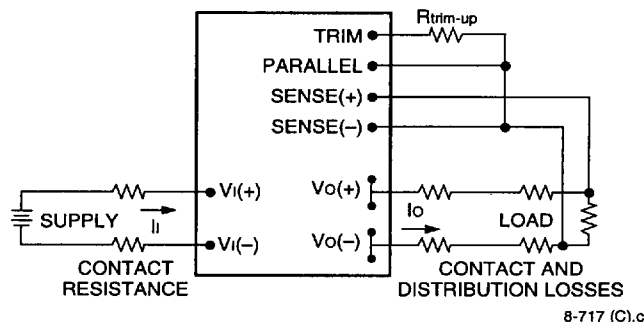 TRIM
Rtrim-up
PARALLEL
SENSE(+)
SENSE(–)
VI(+)
VO(+)
IO
SUPPLY
II
LOAD
VI(–)
VO(–)
CONTACT
RESISTANCE
CONTACT AND
DISTRIBUTION LOSSES
8-717 (C).c